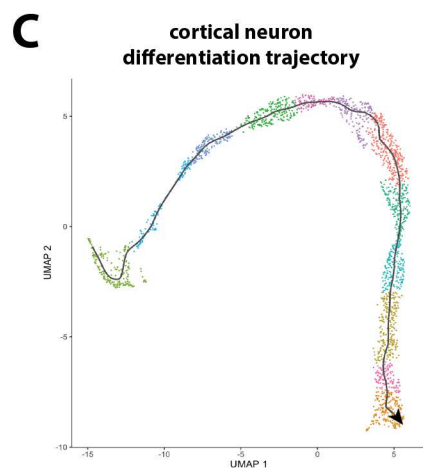 C
cortical neuron
differentiation trajectory
5
0
-5
-10
UMAP 2
-15
-10
-5
0
5
UMAP 1